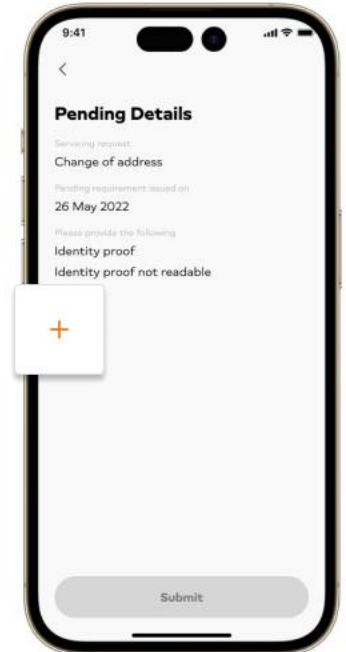 9:41
Pending Details
Servicing request
Change of address
Pending requirement issued on
26 May 2022
Please provide the following
Identity proof
Identity proof not readable
+
Submit